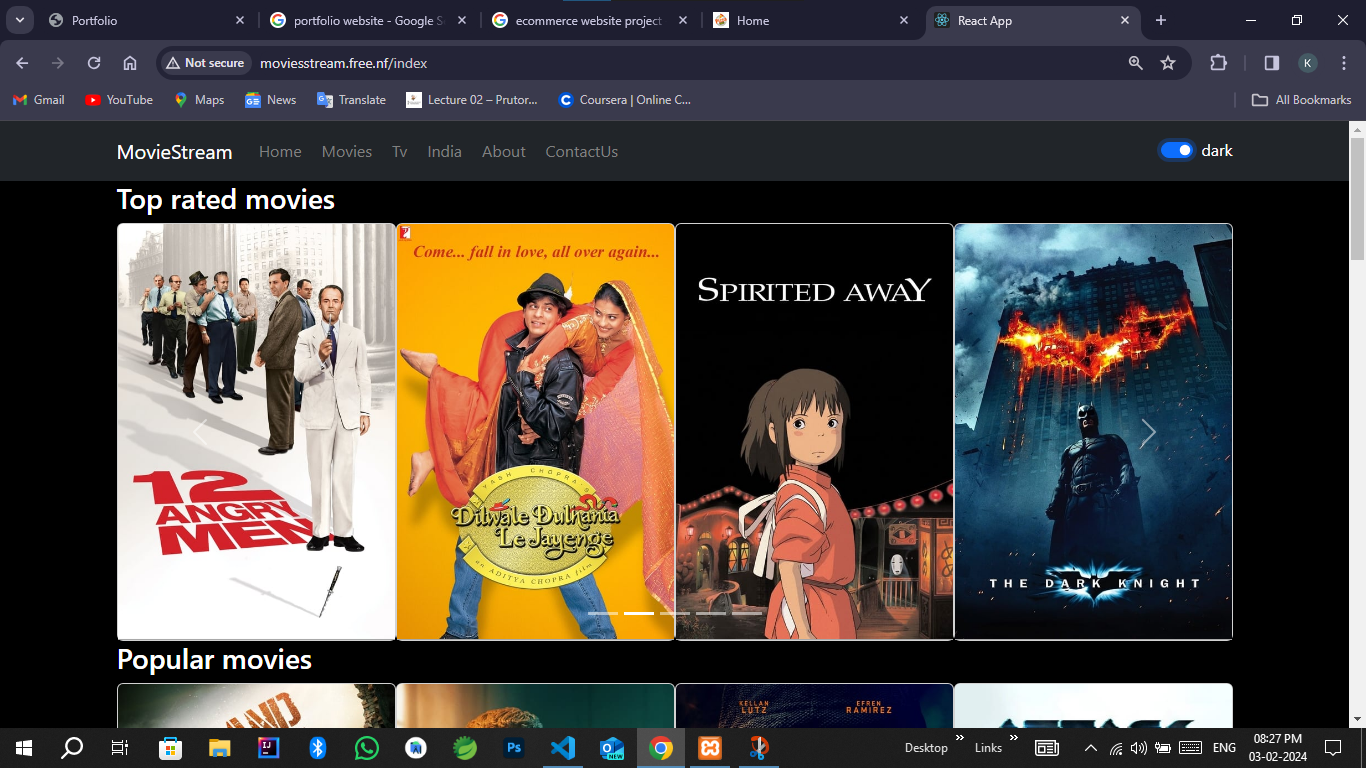 Portfolio
portfolio website - Google Se
ecommerce website project
Home
React App
Not secure
moviesstream.free.nf/index
K
Gmail
YouTube
Maps
News
Translate
Lecture 02 – Prutor...
Coursera | Online C...
All Bookmarks
MovieStream
Home
Movies
Tv
India
About
ContactUs
dark
Top rated movies
12
ANGRY
MEN
Come... fall in love, all over again...
YASH CHOPRA'S
Dilwale Dulhania
Le Jayenge
an ADITYA CHOPRA film
SPIRITED AWAY
THE DARK KNIGHT
Popular movies
KELLAN
LUTZ
EFREN
RAMIREZ
Desktop
Links
ENG
08:27 PM
03-02-2024